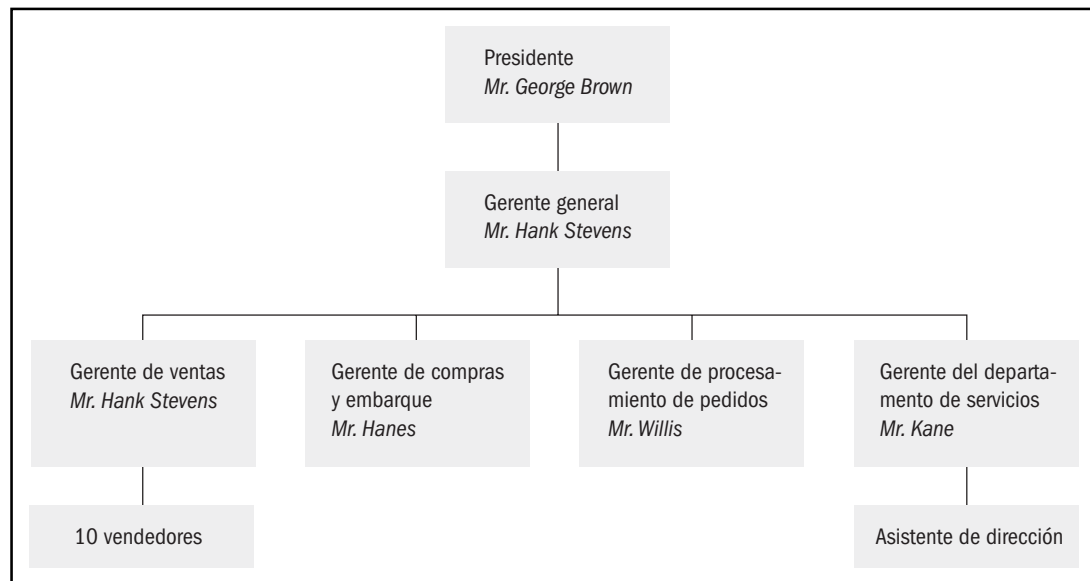 Presidente
Mr. George Brown
Gerente general
Mr. Hank Stevens
Gerente de ventas
Mr. Hank Stevens
Gerente de compras
y embarque
Mr. Hanes
Gerente de procesa-
miento de pedidos
Mr. Willis
Gerente del departa-
mento de servicios
Mr. Kane
10 vendedores
Asistente de dirección